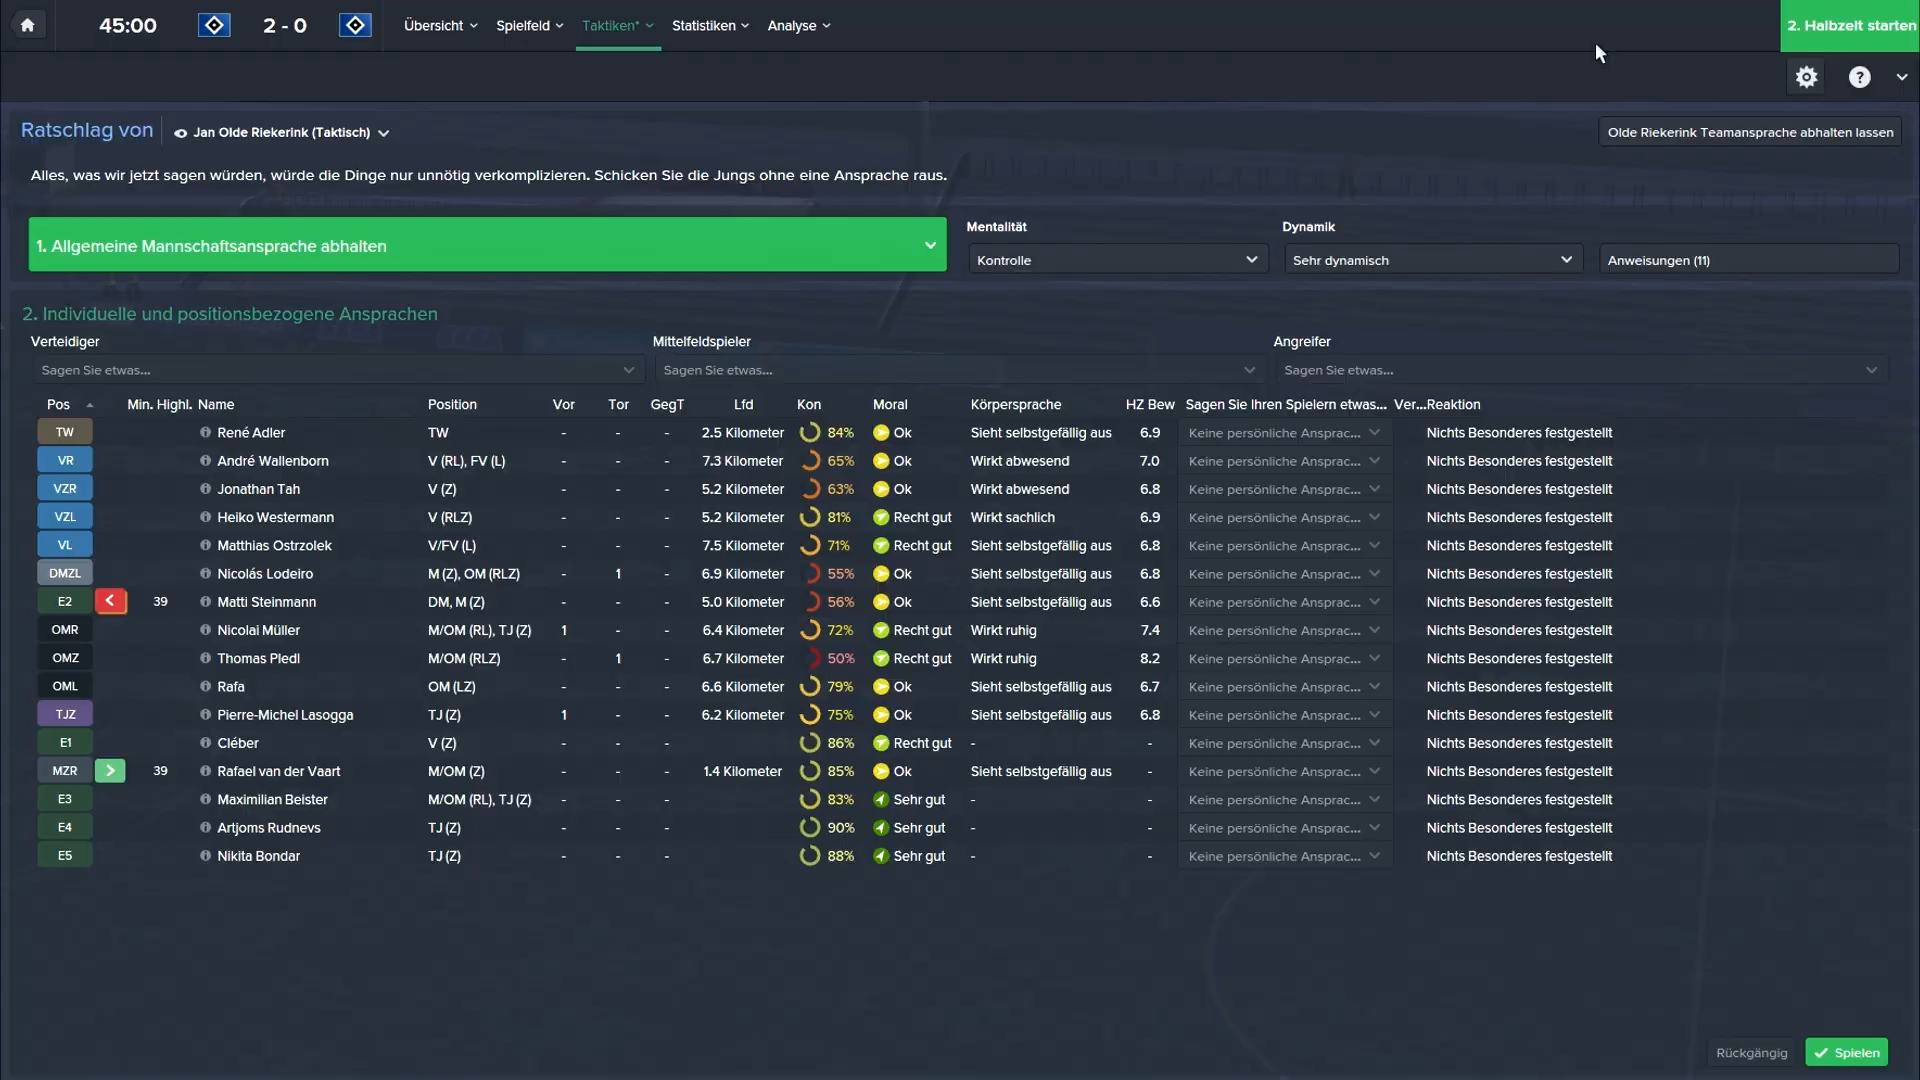 45:00 2 - 0 Übersicht Spielfeld Taktiken* Statistiken Analyse 2. Halbzeit starten
?
Ratschlag von Jan Olde Riekerink (Taktisch) Olde Riekerink Teamansprache abhalten lassen
Alles, was wir jetzt sagen würden, würde die Dinge nur unnötig verkomplizieren. Schicken Sie die Jungs ohne eine Ansprache raus.
Mentalität Dynamik
1. Allgemeine Mannschaftsansprache abhalten Kontrolle Sehr dynamisch Anweisungen (11)
2. Individuelle und positionsbezogene Ansprachen
Verteidiger Mittelfeldspieler Angreifer
Sagen Sie etwas... Sagen Sie etwas... Sagen Sie etwas...
Pos Min. Highl. Name Position Vor Tor GegT Lfd Kon Moral Körpersprache HZ Bew Sagen Sie Ihren Spielern etwas... Ver... Reaktion
TW René Adler TW - - - 2.5 Kilometer 84% Ok Sieht selbstgefällig aus 6.9 Keine persönliche Ansprac... Nichts Besonderes festgestellt
VR André Wallenborn V (RL), FV (L) - - - 7.3 Kilometer 65% Ok Wirkt abwesend 7.0 Keine persönliche Ansprac... Nichts Besonderes festgestellt
VZR Jonathan Tah V (Z) - - - 5.2 Kilometer 63% Ok Wirkt abwesend 6.8 Keine persönliche Ansprac... Nichts Besonderes festgestellt
VZL Heiko Westermann V (RLZ) - - - 5.2 Kilometer 81% Recht gut Wirkt sachlich 6.9 Keine persönliche Ansprac... Nichts Besonderes festgestellt
VL Matthias Ostrzolek V/FV (L) - - - 7.5 Kilometer 71% Recht gut Sieht selbstgefällig aus 6.8 Keine persönliche Ansprac... Nichts Besonderes festgestellt
DMZL Nicolás Lodeiro M (Z), OM (RLZ) - 1 - 6.9 Kilometer 55% Ok Sieht selbstgefällig aus 6.8 Keine persönliche Ansprac... Nichts Besonderes festgestellt
E2 39 Matti Steinmann DM, M (Z) - - - 5.0 Kilometer 56% Ok Sieht selbstgefällig aus 6.6 Keine persönliche Ansprac... Nichts Besonderes festgestellt
OMR Nicolai Müller M/OM (RL), TJ (Z) 1 - - 6.4 Kilometer 72% Recht gut Wirkt ruhig 7.4 Keine persönliche Ansprac... Nichts Besonderes festgestellt
OMZ Thomas Pledl M/OM (RLZ) - 1 - 6.7 Kilometer 50% Recht gut Wirkt ruhig 8.2 Keine persönliche Ansprac... Nichts Besonderes festgestellt
OML Rafa OM (LZ) - - - 6.6 Kilometer 79% Ok Sieht selbstgefällig aus 6.7 Keine persönliche Ansprac... Nichts Besonderes festgestellt
TJZ Pierre-Michel Lasogga TJ (Z) 1 - - 6.2 Kilometer 75% Ok Sieht selbstgefällig aus 6.8 Keine persönliche Ansprac... Nichts Besonderes festgestellt
E1 Cléber V (Z) - - - 86% Recht gut - - Keine persönliche Ansprac... Nichts Besonderes festgestellt
MZR 39 Rafael van der Vaart M/OM (Z) - - - 1.4 Kilometer 85% Ok Sieht selbstgefällig aus - Keine persönliche Ansprac... Nichts Besonderes festgestellt
E3 Maximilian Beister M/OM (RL), TJ (Z) - - - 83% Sehr gut - - Keine persönliche Ansprac... Nichts Besonderes festgestellt
E4 Artjoms Rudnevs TJ (Z) - - - 90% Sehr gut - - Keine persönliche Ansprac... Nichts Besonderes festgestellt
E5 Nikita Bondar TJ (Z) - - - 88% Sehr gut - - Keine persönliche Ansprac... Nichts Besonderes festgestellt
Rückgängig Spielen